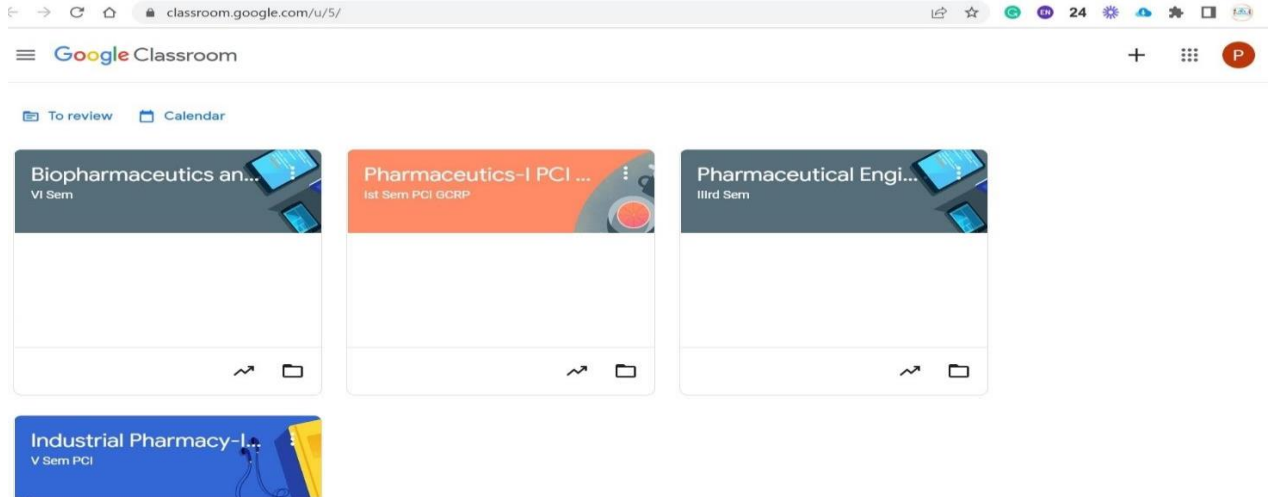 classroom.google.com/u/5/
24
EN
Google Classroom
P
To review
Calendar
Biopharmaceutics an...
VI Sem
Pharmaceutics-I PCI ...
Ist Sem PCI GCRP
Pharmaceutical Engi...
IIIrd Sem
Industrial Pharmacy-I...
V Sem PCI